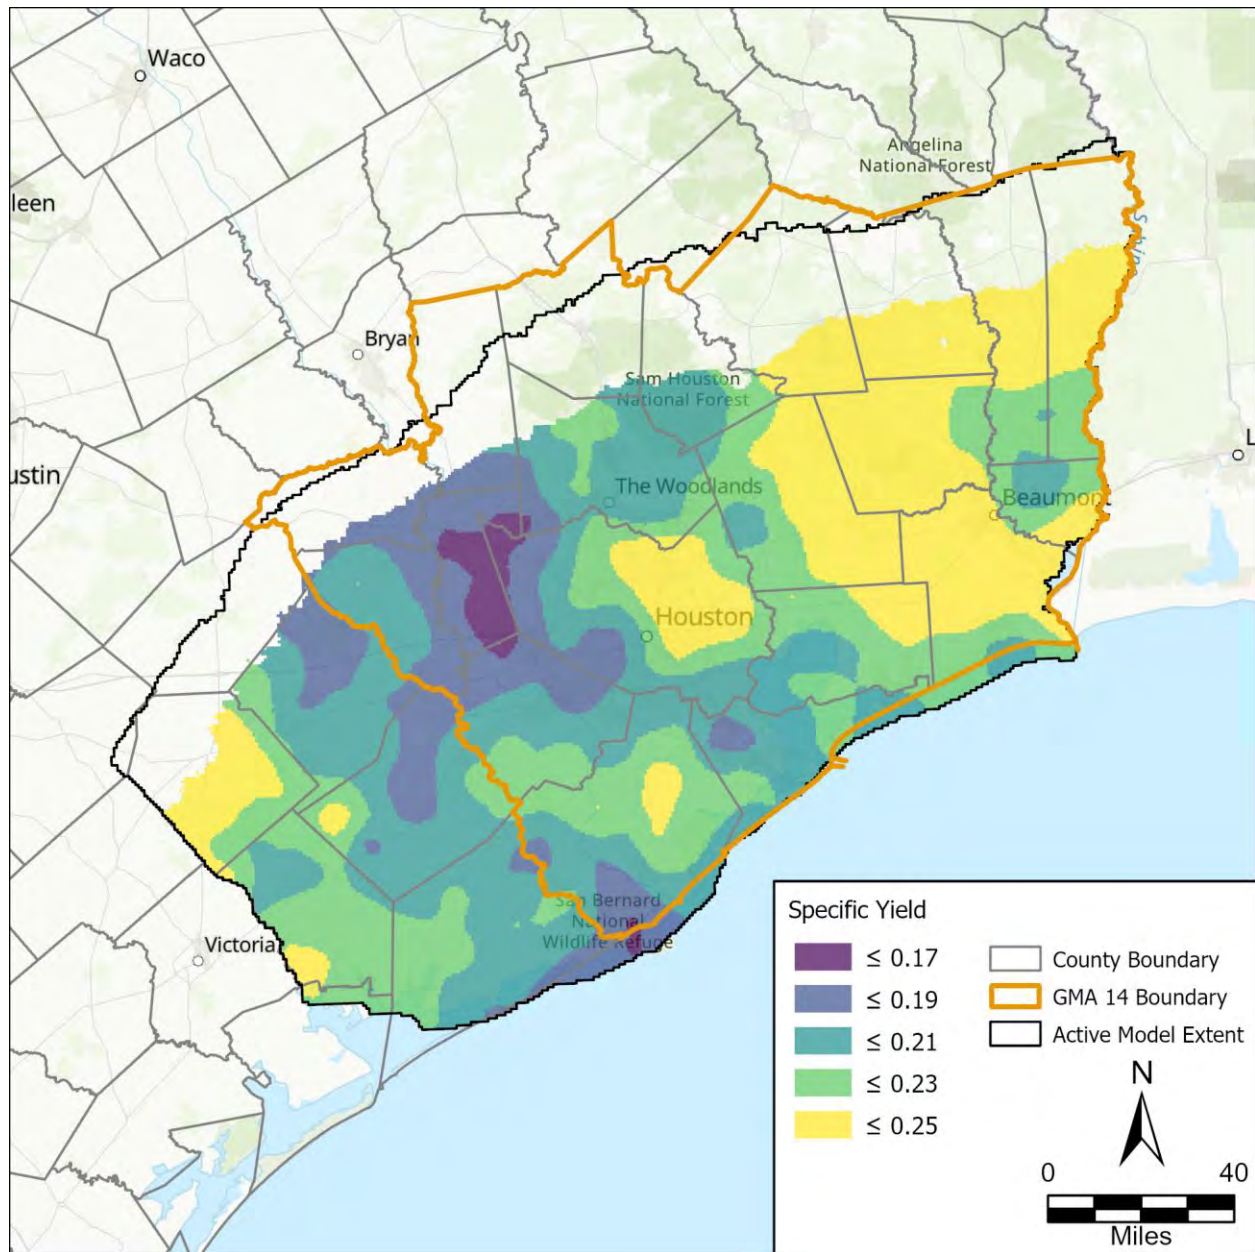 Waco
Angelina
National Forest
leen
Sabin
Bryan
Sam Houston
National Forest
ustin
L
The Woodlands
Beaumon
Houston
San Bernard
National
Wildlife Refuge
Victoria
Specific Yield
≤ 0.17
≤ 0.19
≤ 0.21
≤ 0.23
≤ 0.25
County Boundary
GMA 14 Boundary
Active Model Extent
N
0 40
Miles